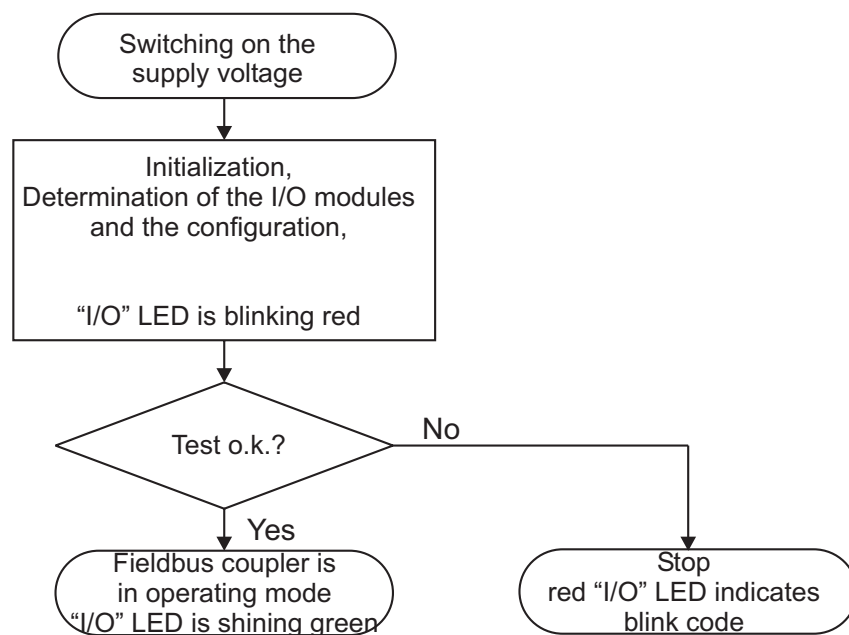 Switching on the
supply voltage
Initialization,
Determination of the I/O modules
and the configuration,
“I/O” LED is blinking red
Test o.k.?
No
Yes
Fieldbus coupler is
in operating mode
“I/O” LED is shining green
Stop
red “I/O” LED indicates
blink code